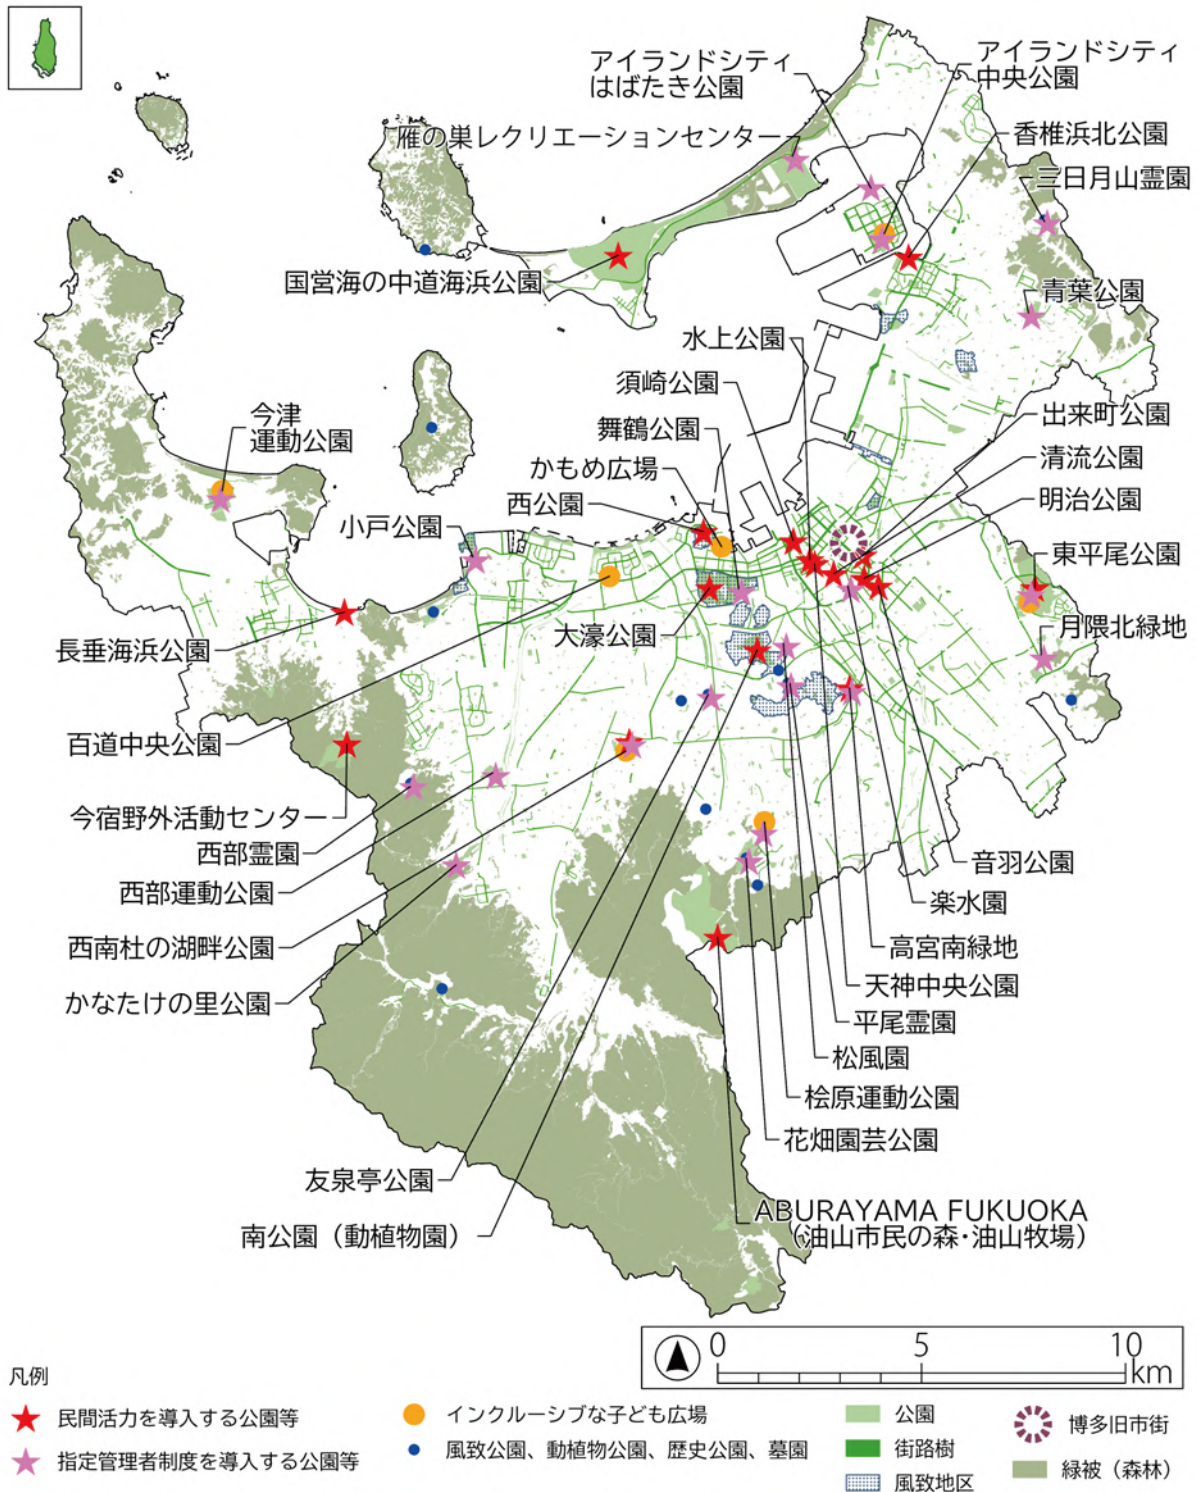 アイランドシティ
はばたき公園
アイランドシティ
中央公園
雁の巣レクリエーションセンター
香椎浜北公園
三日月山霊園
国営海の中道海浜公園
青葉公園
水上公園
須崎公園
舞鶴公園
かもめ広場
西公園
今津
運動公園
小戸公園
出来町公園
清流公園
明治公園
東平尾公園
月隈北緑地
長垂海浜公園
大濠公園
百道中央公園
今宿野外活動センター
西部霊園
西部運動公園
西南杜の湖畔公園
かなたけの里公園
音羽公園
楽水園
高宮南緑地
天神中央公園
平尾霊園
松風園
桧原運動公園
花畑園芸公園
友泉亭公園
南公園（動植物園）
ABURAYAMA FUKUOKA
（油山市民の森・油山牧場）
0 5 10
km
凡例
民間活力を導入する公園等
指定管理者制度を導入する公園等
インクルーシブな子ども広場
風致公園、動植物公園、歴史公園、墓園
公園
街路樹
風致地区
博多旧市街
緑被（森林）